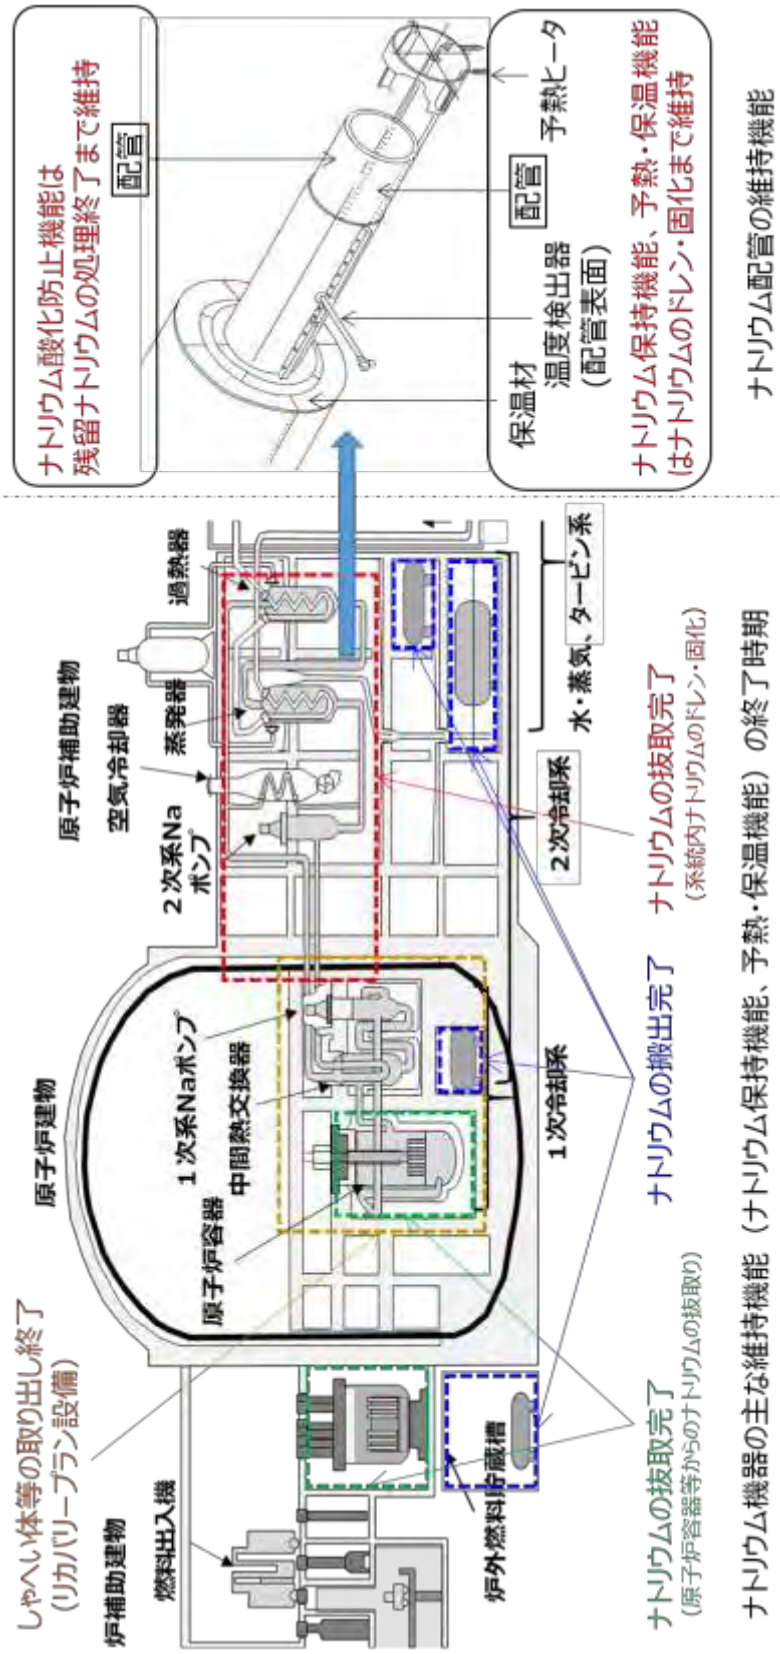 しゃへい体等の取り出し終了
(リカバリープラン設備)
炉補助建物
燃料出入機
原子炉建物
原子炉容器
中間熱交換器
1次系Naポンプ
原子炉補助建物
空気冷却器
2次系Na
ポンプ
蒸発器
過熱器
炉外燃料貯蔵槽
1次冷却系
2次冷却系
水・蒸気、タービン系
ナトリウムの抜取完了
(原子炉容器等からのナトリウムの抜取り)
ナトリウムの搬出完了
ナトリウムの抜取完了
(系統内ナトリウムのドレン・固化)
ナトリウム機器の主な維持機能(ナトリウム保持機能、予熱・保温機能)の終了時期
ナトリウム酸化防止機能は
残留ナトリウムの処理終了まで維持
配管
保温材
温度検出器
(配管表面)
配管
予熱ヒータ
ナトリウム保持機能、予熱・保温機能
はナトリウムのドレン・固化まで維持
ナトリウム配管の維持機能